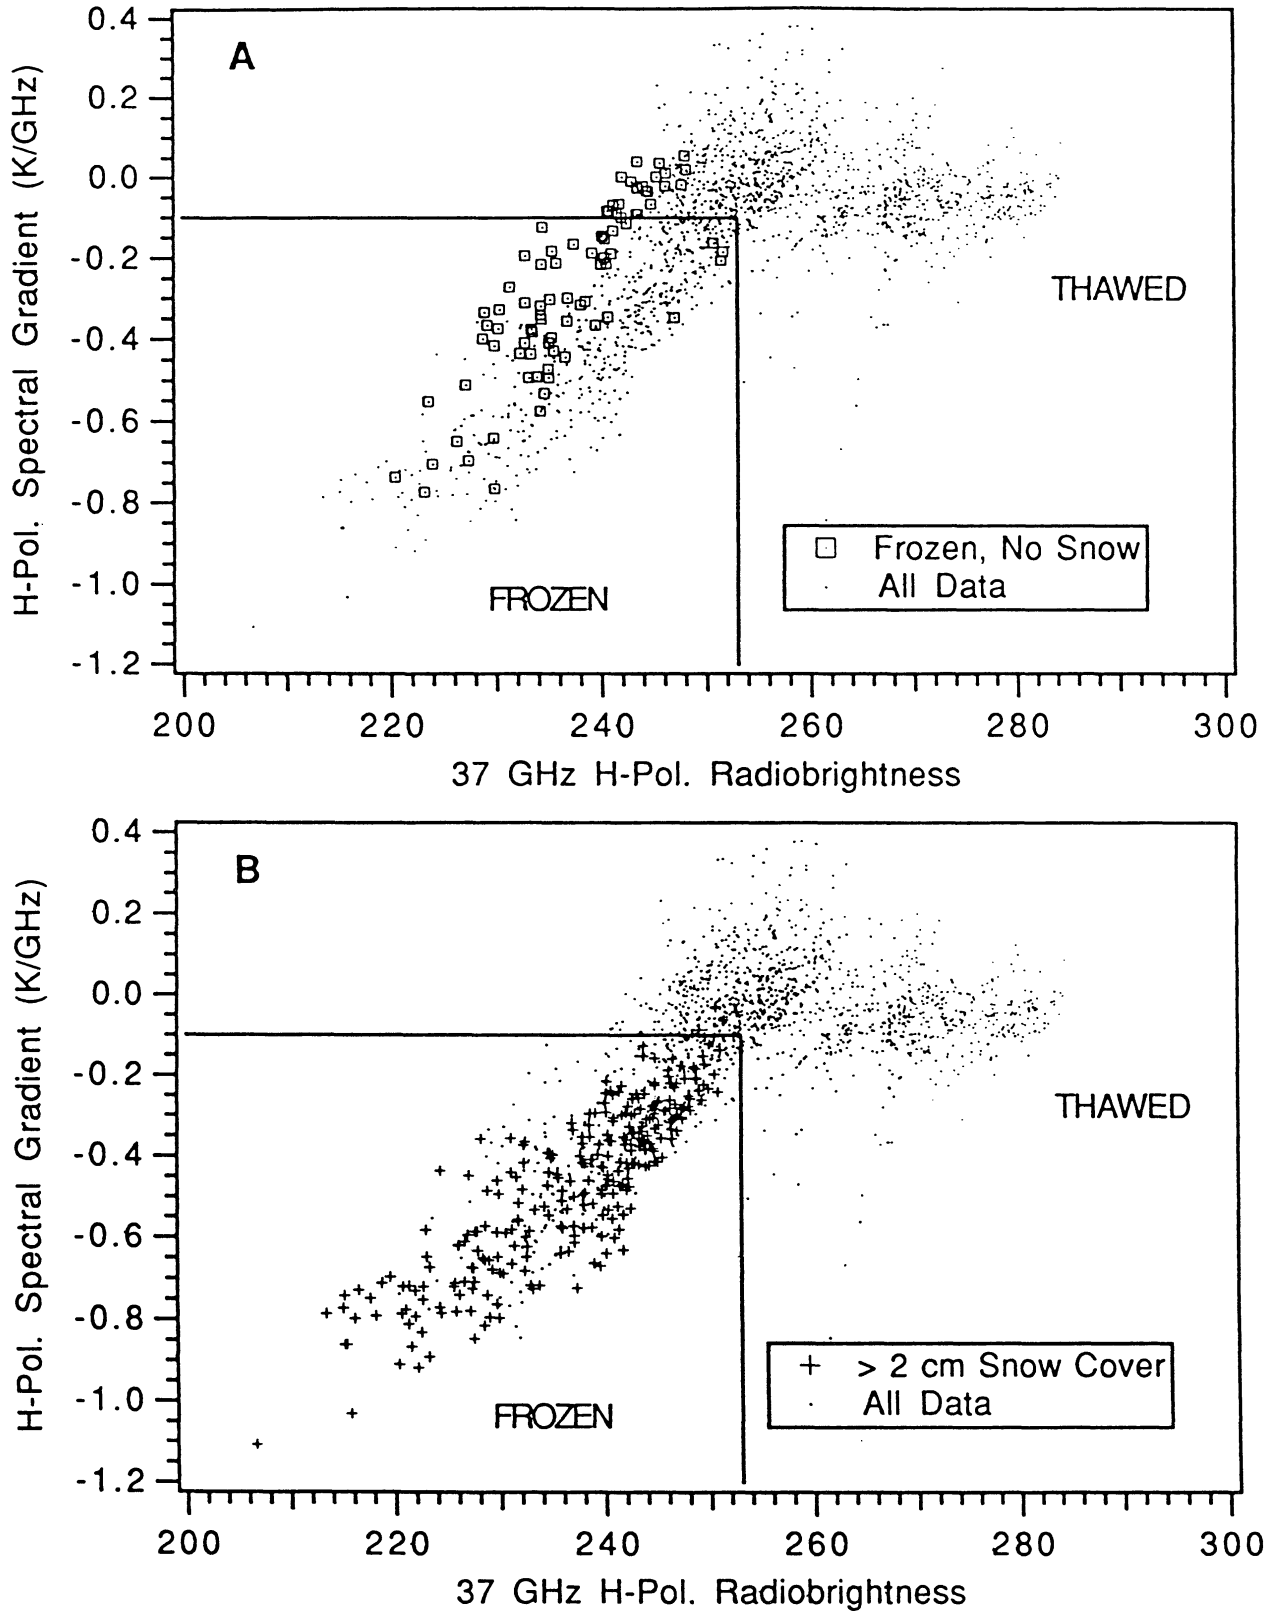 A
0.4
0.2
0.0
-0.2
-0.4
-0.6
-0.8
-1.0
-1.2
H-Pol. Spectral Gradient (K/GHz)
THAWED
FROZEN
Frozen, No Snow
All Data
200 220 240 260 280 300
37 GHz H-Pol. Radiobrightness
B
0.4
0.2
0.0
-0.2
-0.4
-0.6
-0.8
-1.0
-1.2
H-Pol. Spectral Gradient (K/GHz)
THAWED
FROZEN
> 2 cm Snow Cover
All Data
200 220 240 260 280 300
37 GHz H-Pol. Radiobrightness